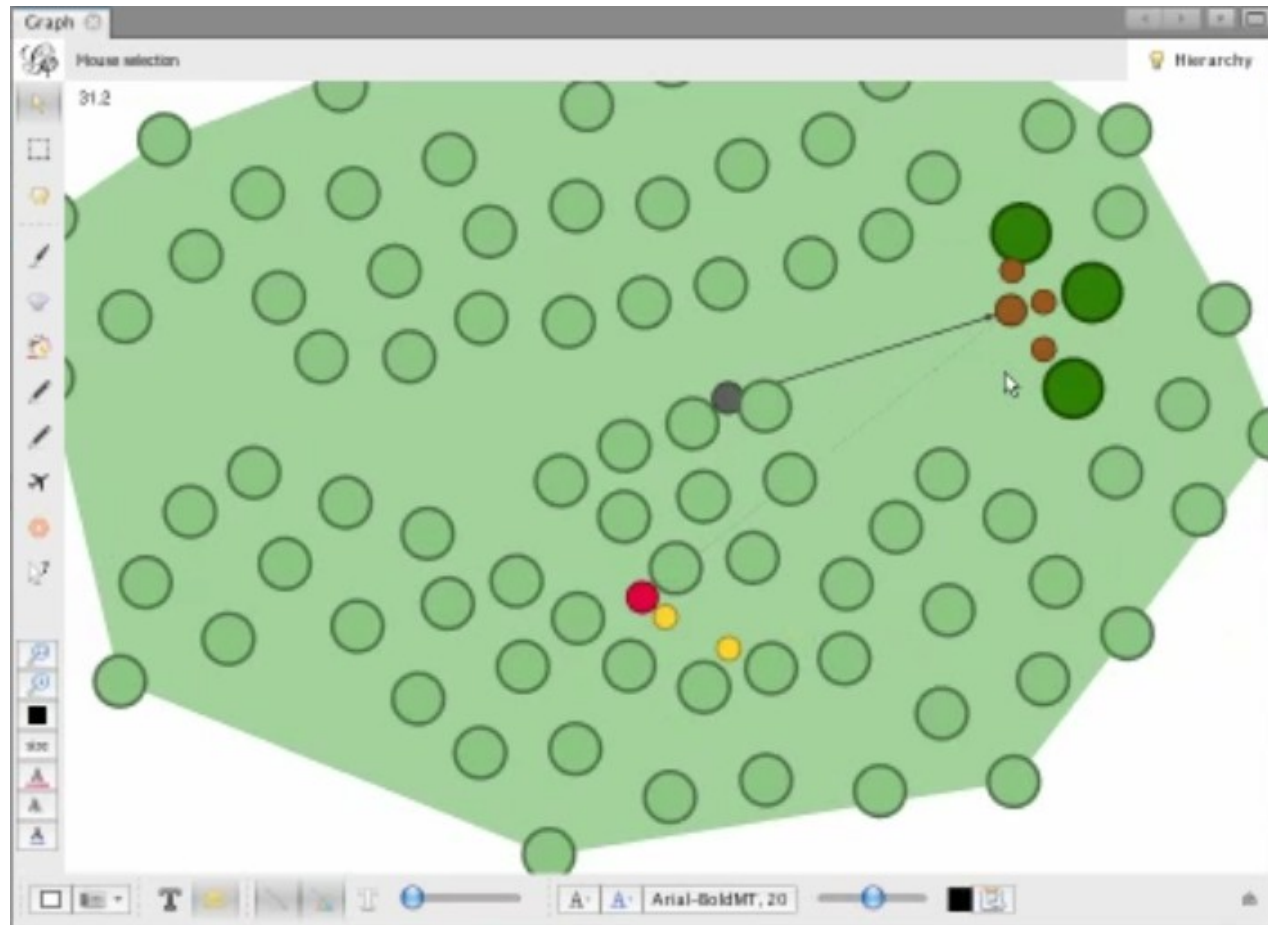 Graph
Mouse selection
Hierarchy
31.2
size
A
A
A
T
T
A
A
Arial-BoldMT, 20